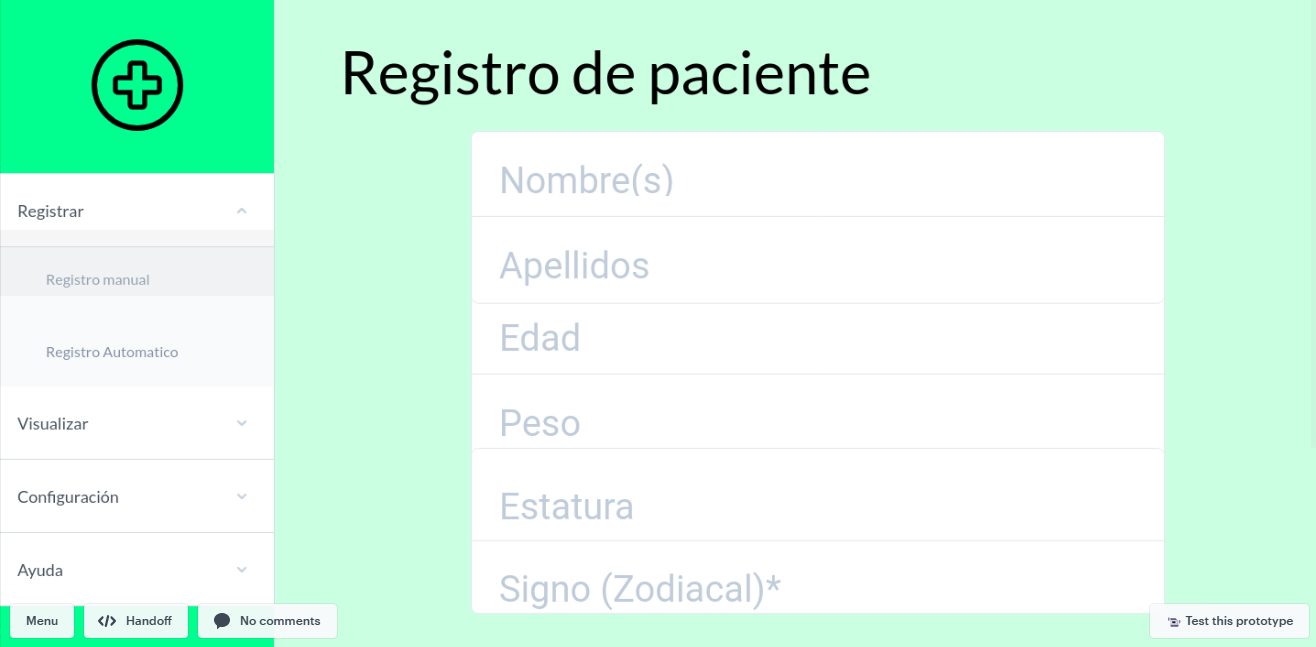 Registro de paciente
Registrar
Registro manual
Registro Automatico
Visualizar
Configuración
Ayuda
Nombre(s)
Apellidos
Edad
Peso
Estatura
Signo (Zodiacal)*
Menu
Handoff
No comments
Test this prototype